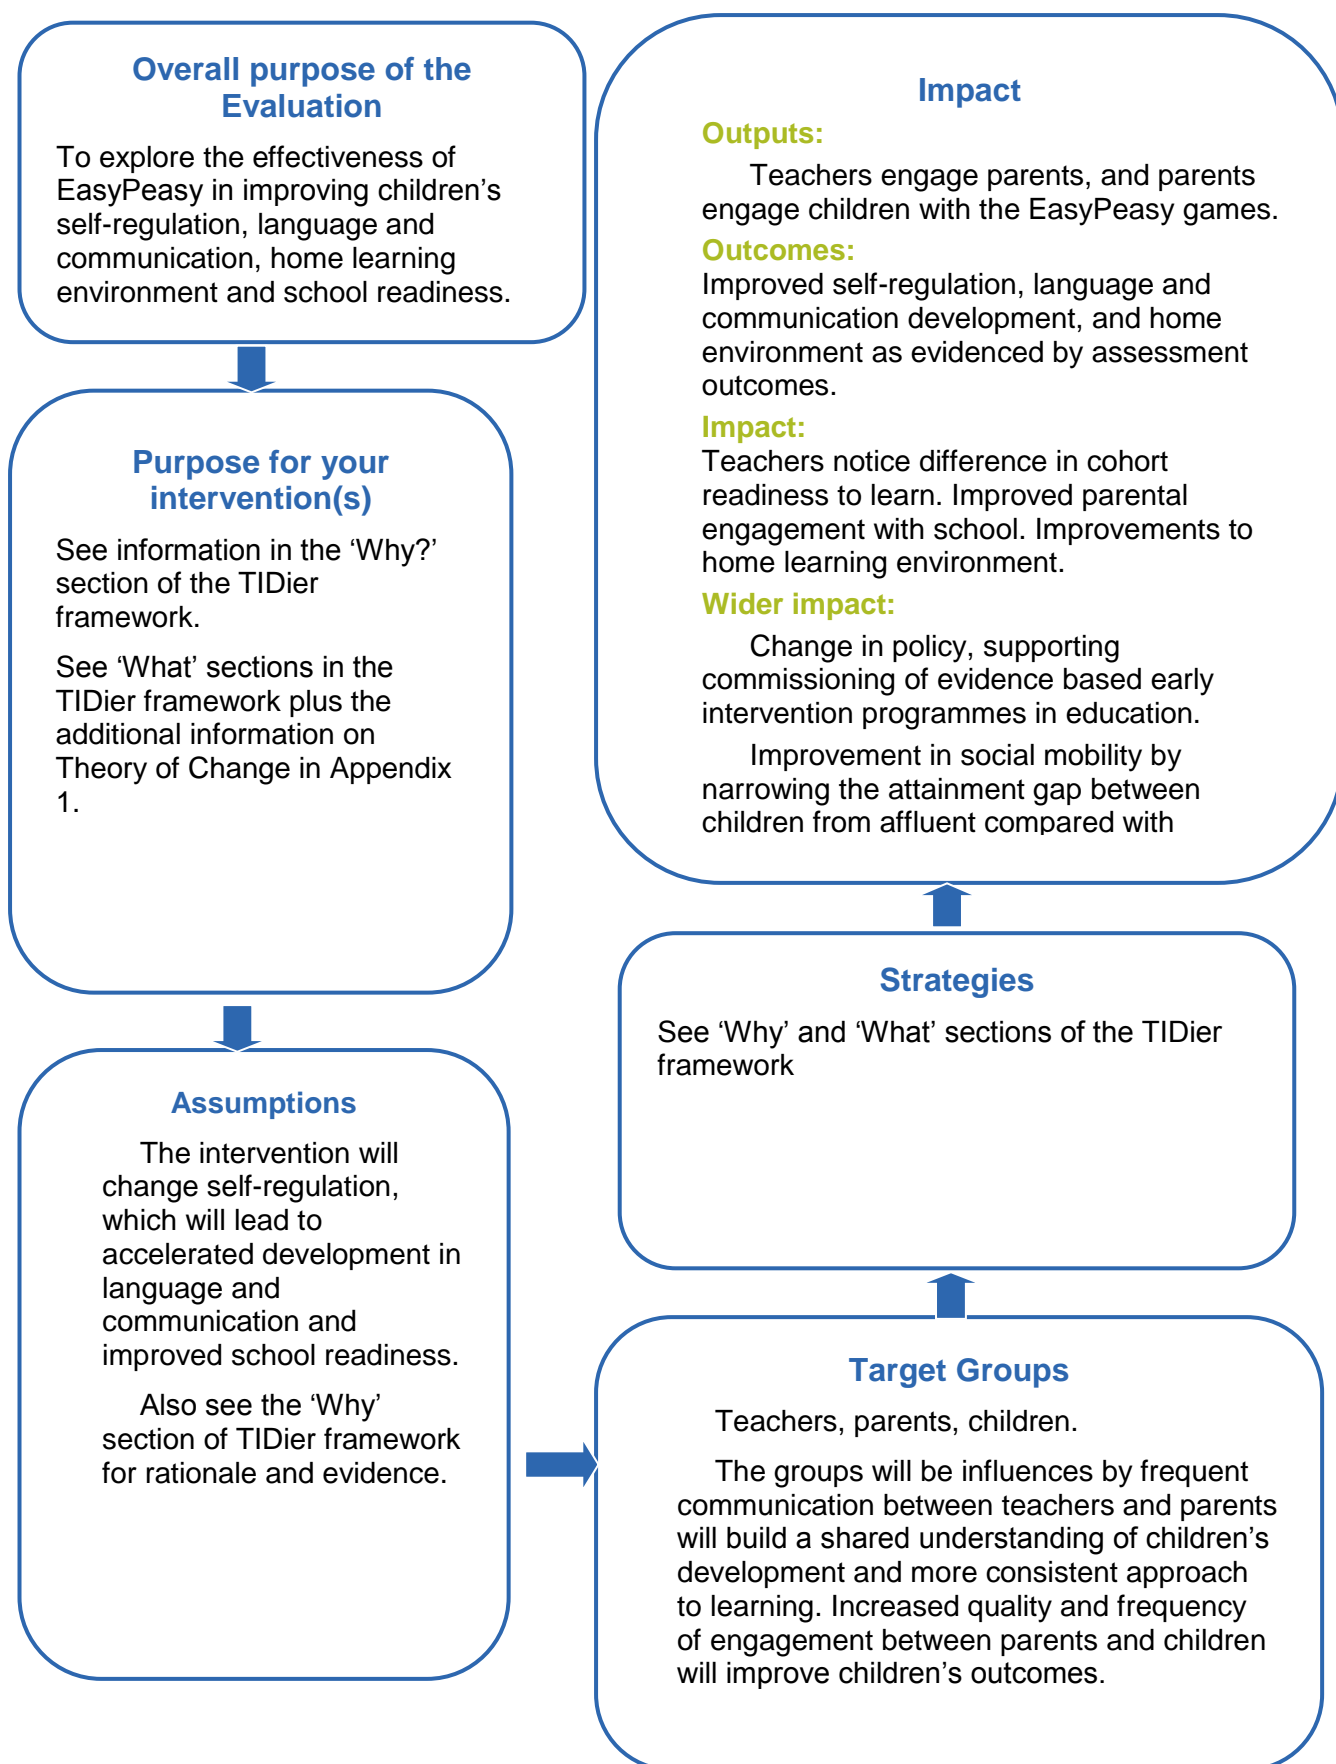 Overall purpose of the
Evaluation
To explore the effectiveness of
EasyPeasy in improving children’s
self-regulation, language and
communication, home learning
environment and school readiness.
Purpose for your
intervention(s)
See information in the ‘Why?’
section of the TIDier
framework.
See ‘What’ sections in the
TIDier framework plus the
additional information on
Theory of Change in Appendix
1.
Assumptions
The intervention will
change self-regulation,
which will lead to
accelerated development in
language and
communication and
improved school readiness.
Also see the ‘Why’
section of TIDier framework
for rationale and evidence.
Target Groups
Teachers, parents, children.
The groups will be influences by frequent
communication between teachers and parents
will build a shared understanding of children’s
development and more consistent approach
to learning. Increased quality and frequency
of engagement between parents and children
will improve children’s outcomes.
Strategies
See ‘Why’ and ‘What’ sections of the TIDier
framework
Impact
Outputs:
Teachers engage parents, and parents
engage children with the EasyPeasy games.
Outcomes:
Improved self-regulation, language and
communication development, and home
environment as evidenced by assessment
outcomes.
Impact:
Teachers notice difference in cohort
readiness to learn. Improved parental
engagement with school. Improvements to
home learning environment.
Wider impact:
Change in policy, supporting
commissioning of evidence based early
intervention programmes in education.
Improvement in social mobility by
narrowing the attainment gap between
children from affluent compared with